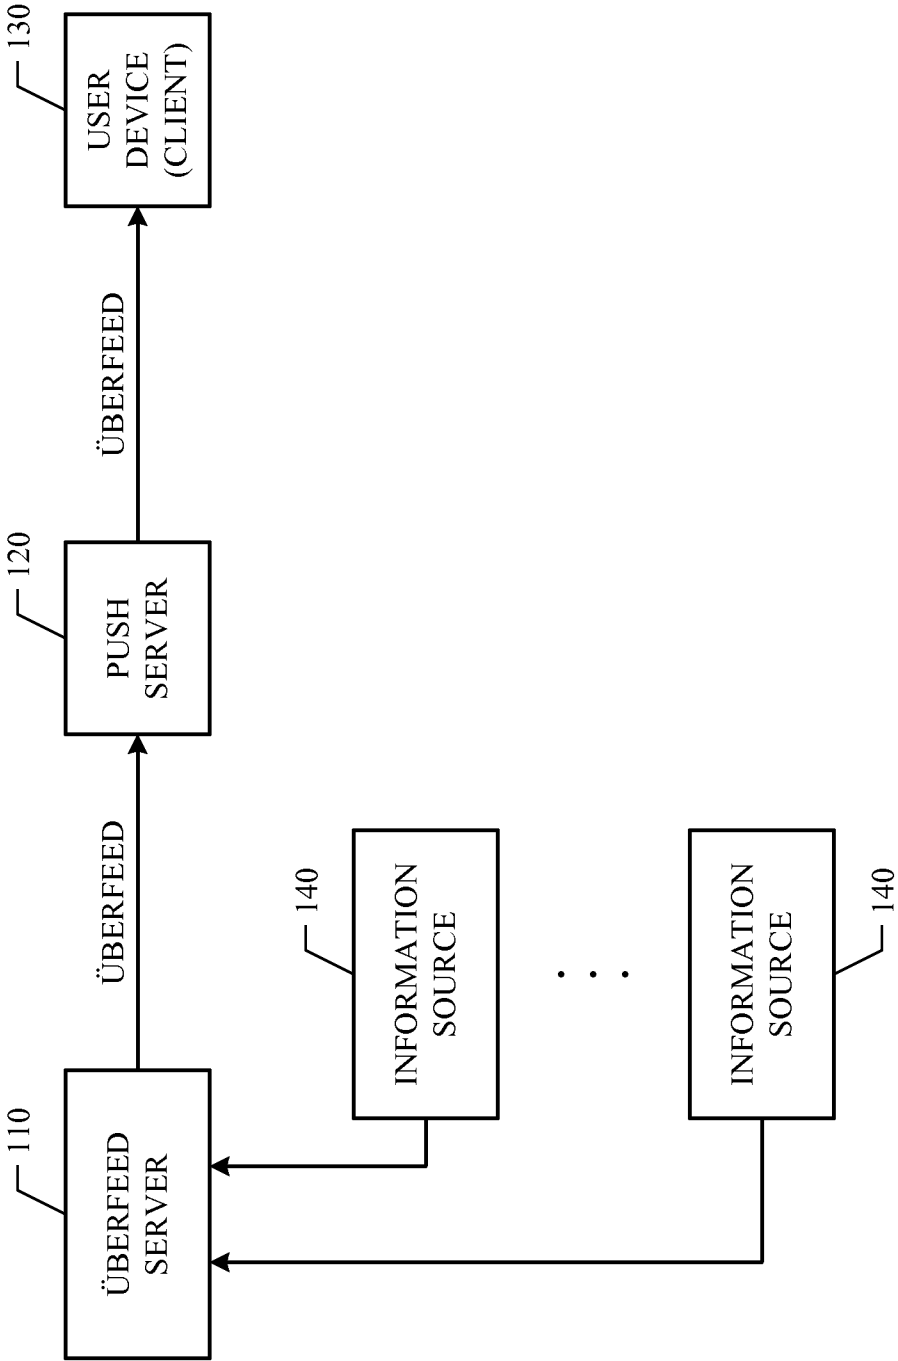 110
ÜBERFEED
SERVER
ÜBERFEED
120
PUSH
SERVER
ÜBERFEED
130
USER
DEVICE
(CLIENT)
140
INFORMATION
SOURCE
. . .
INFORMATION
SOURCE
140